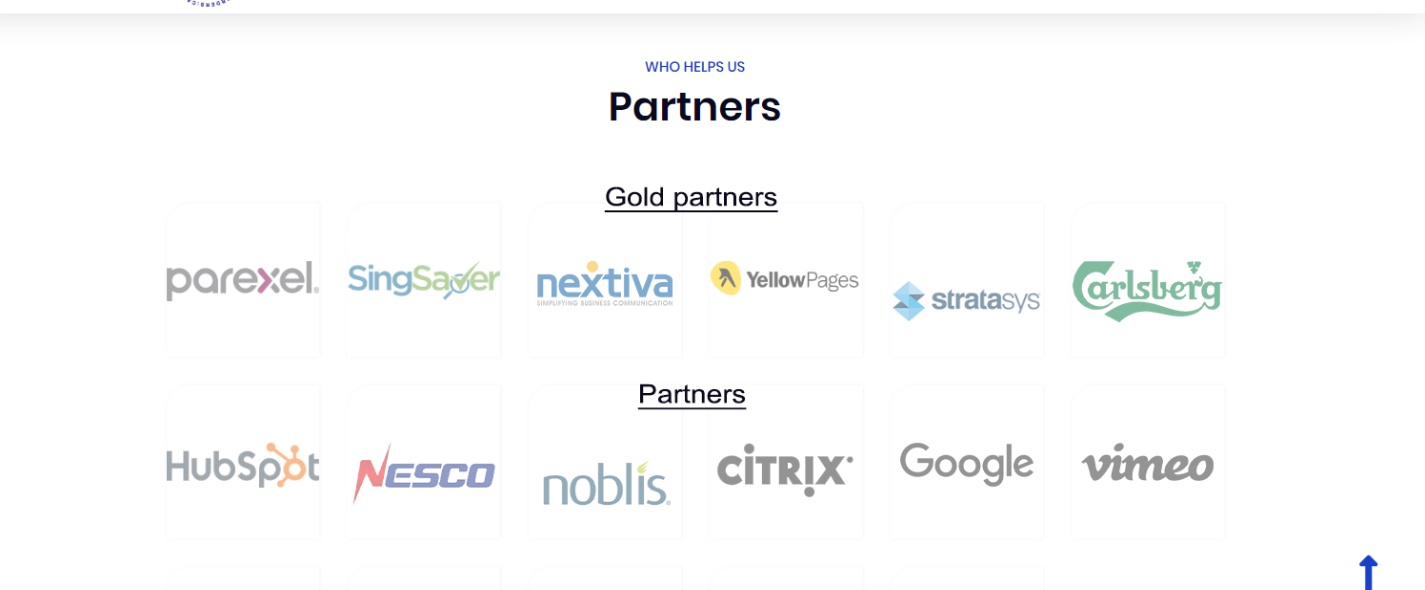 WHO HELPS US
Partners
Gold partners
parexel.
SingSaver
nextiva
SIMPLIFYING BUSINESS COMMUNICATION
YellowPages
stratasys
Carlsberg
Partners
HubSpot
NESCO
noblis.
CITRIX
Google
vimeo